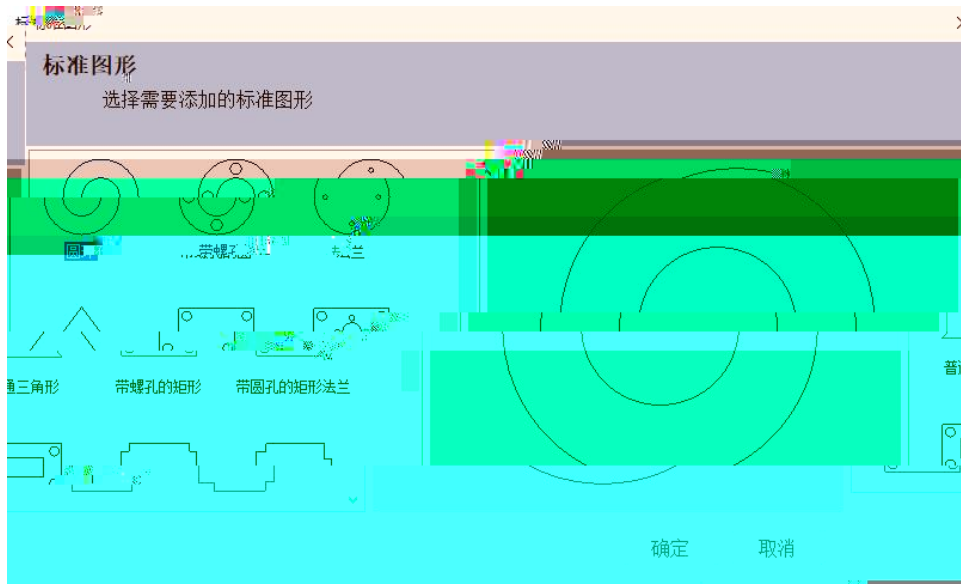 标准图形
选择需要添加的标准图形
法兰
通三角形
带螺孔的矩形
带圆孔的矩形法兰
确定
取消